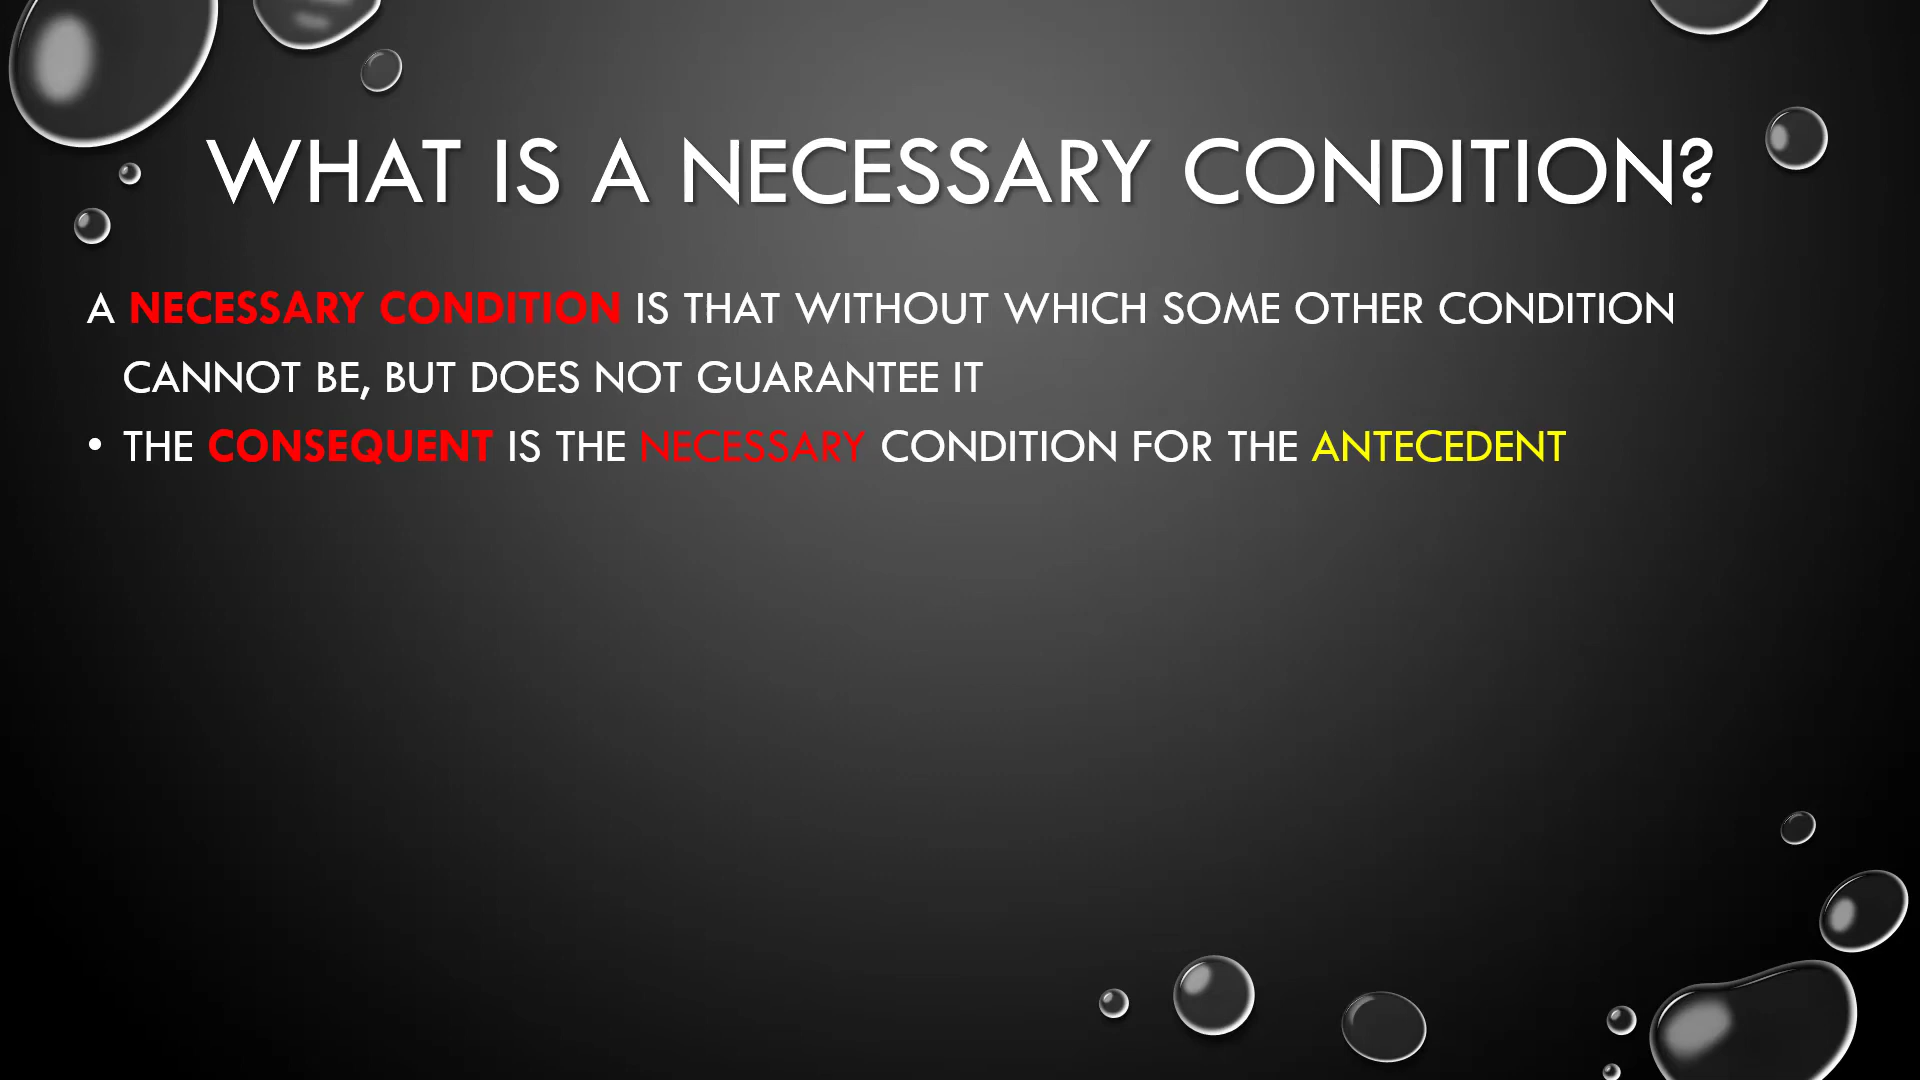 WHAT IS A NECESSARY CONDITION?
A NECESSARY CONDITION IS THAT WITHOUT WHICH SOME OTHER CONDITION
CANNOT BE, BUT DOES NOT GUARANTEE IT
• THE CONSEQUENT IS THE NECESSARY CONDITION FOR THE ANTECEDENT